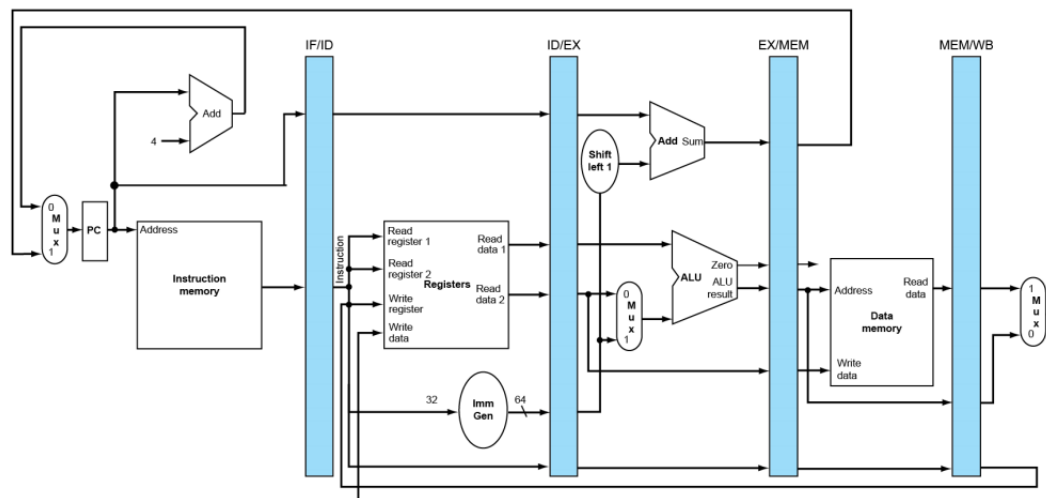 IF/ID
ID/EX
EX/MEM
MEM/WB
Add
4
Add Sum
Shift
left 1
0
M
u
x
1
PC
Address
Instruction
memory
Instruction
Read
register 1
Read
register 2
Write
register
Write
data
Registers
Read
data 1
Read
data 2
32
Imm
Gen
64
0
M
u
x
1
ALU
Zero
ALU
result
Address
Read
data
Data
memory
Write
data
1
M
u
x
0